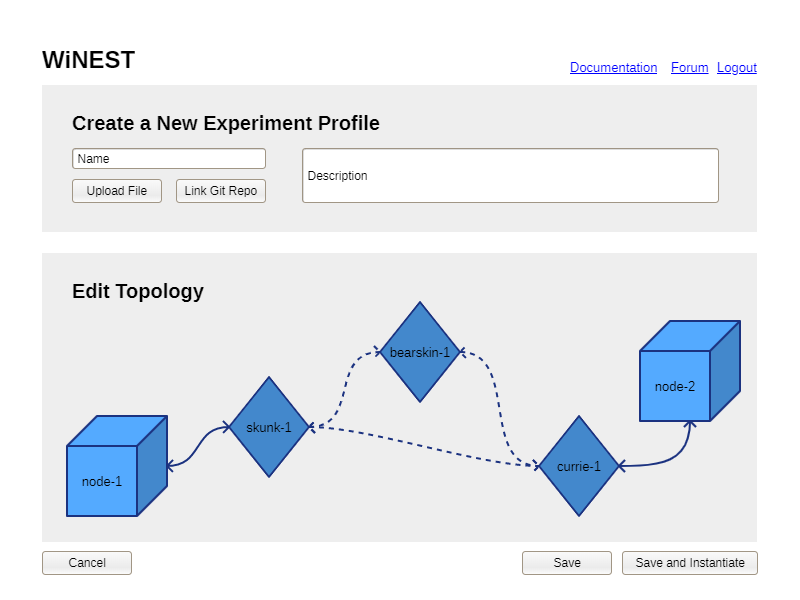 WiNEST
Documentation Forum Logout
Create a New Experiment Profile
Name
Description
Upload File Link Git Repo
Edit Topology
bearskin-1
node-2
skunk-1
currie-1
node-1
Cancel Save Save and Instantiate